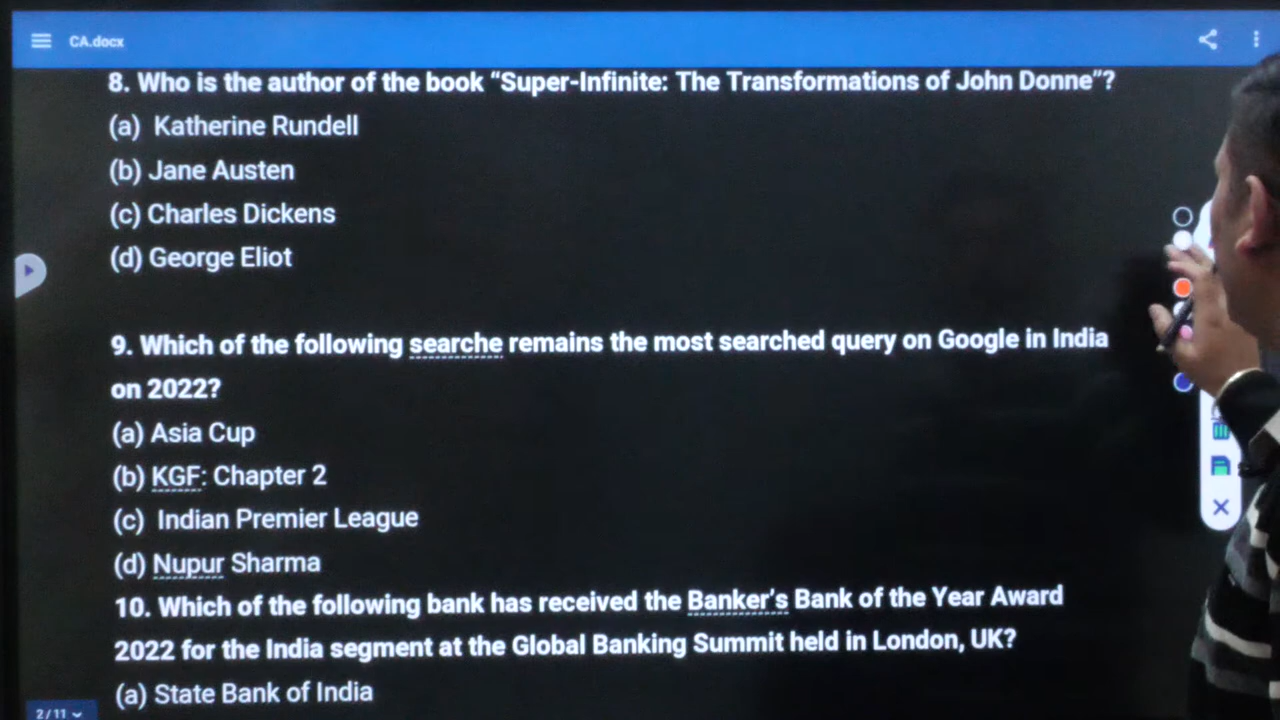 CA.docx
8. Who is the author of the book “Super-Infinite: The Transformations of John Donne”?
(a) Katherine Rundell
(b) Jane Austen
(c) Charles Dickens
(d) George Eliot
9. Which of the following searche remains the most searched query on Google in India
on 2022?
(a) Asia Cup
(b) KGF: Chapter 2
(c) Indian Premier League
(d) Nupur Sharma
10. Which of the following bank has received the Banker’s Bank of the Year Award
2022 for the India segment at the Global Banking Summit held in London, UK?
(a) State Bank of India
2/11